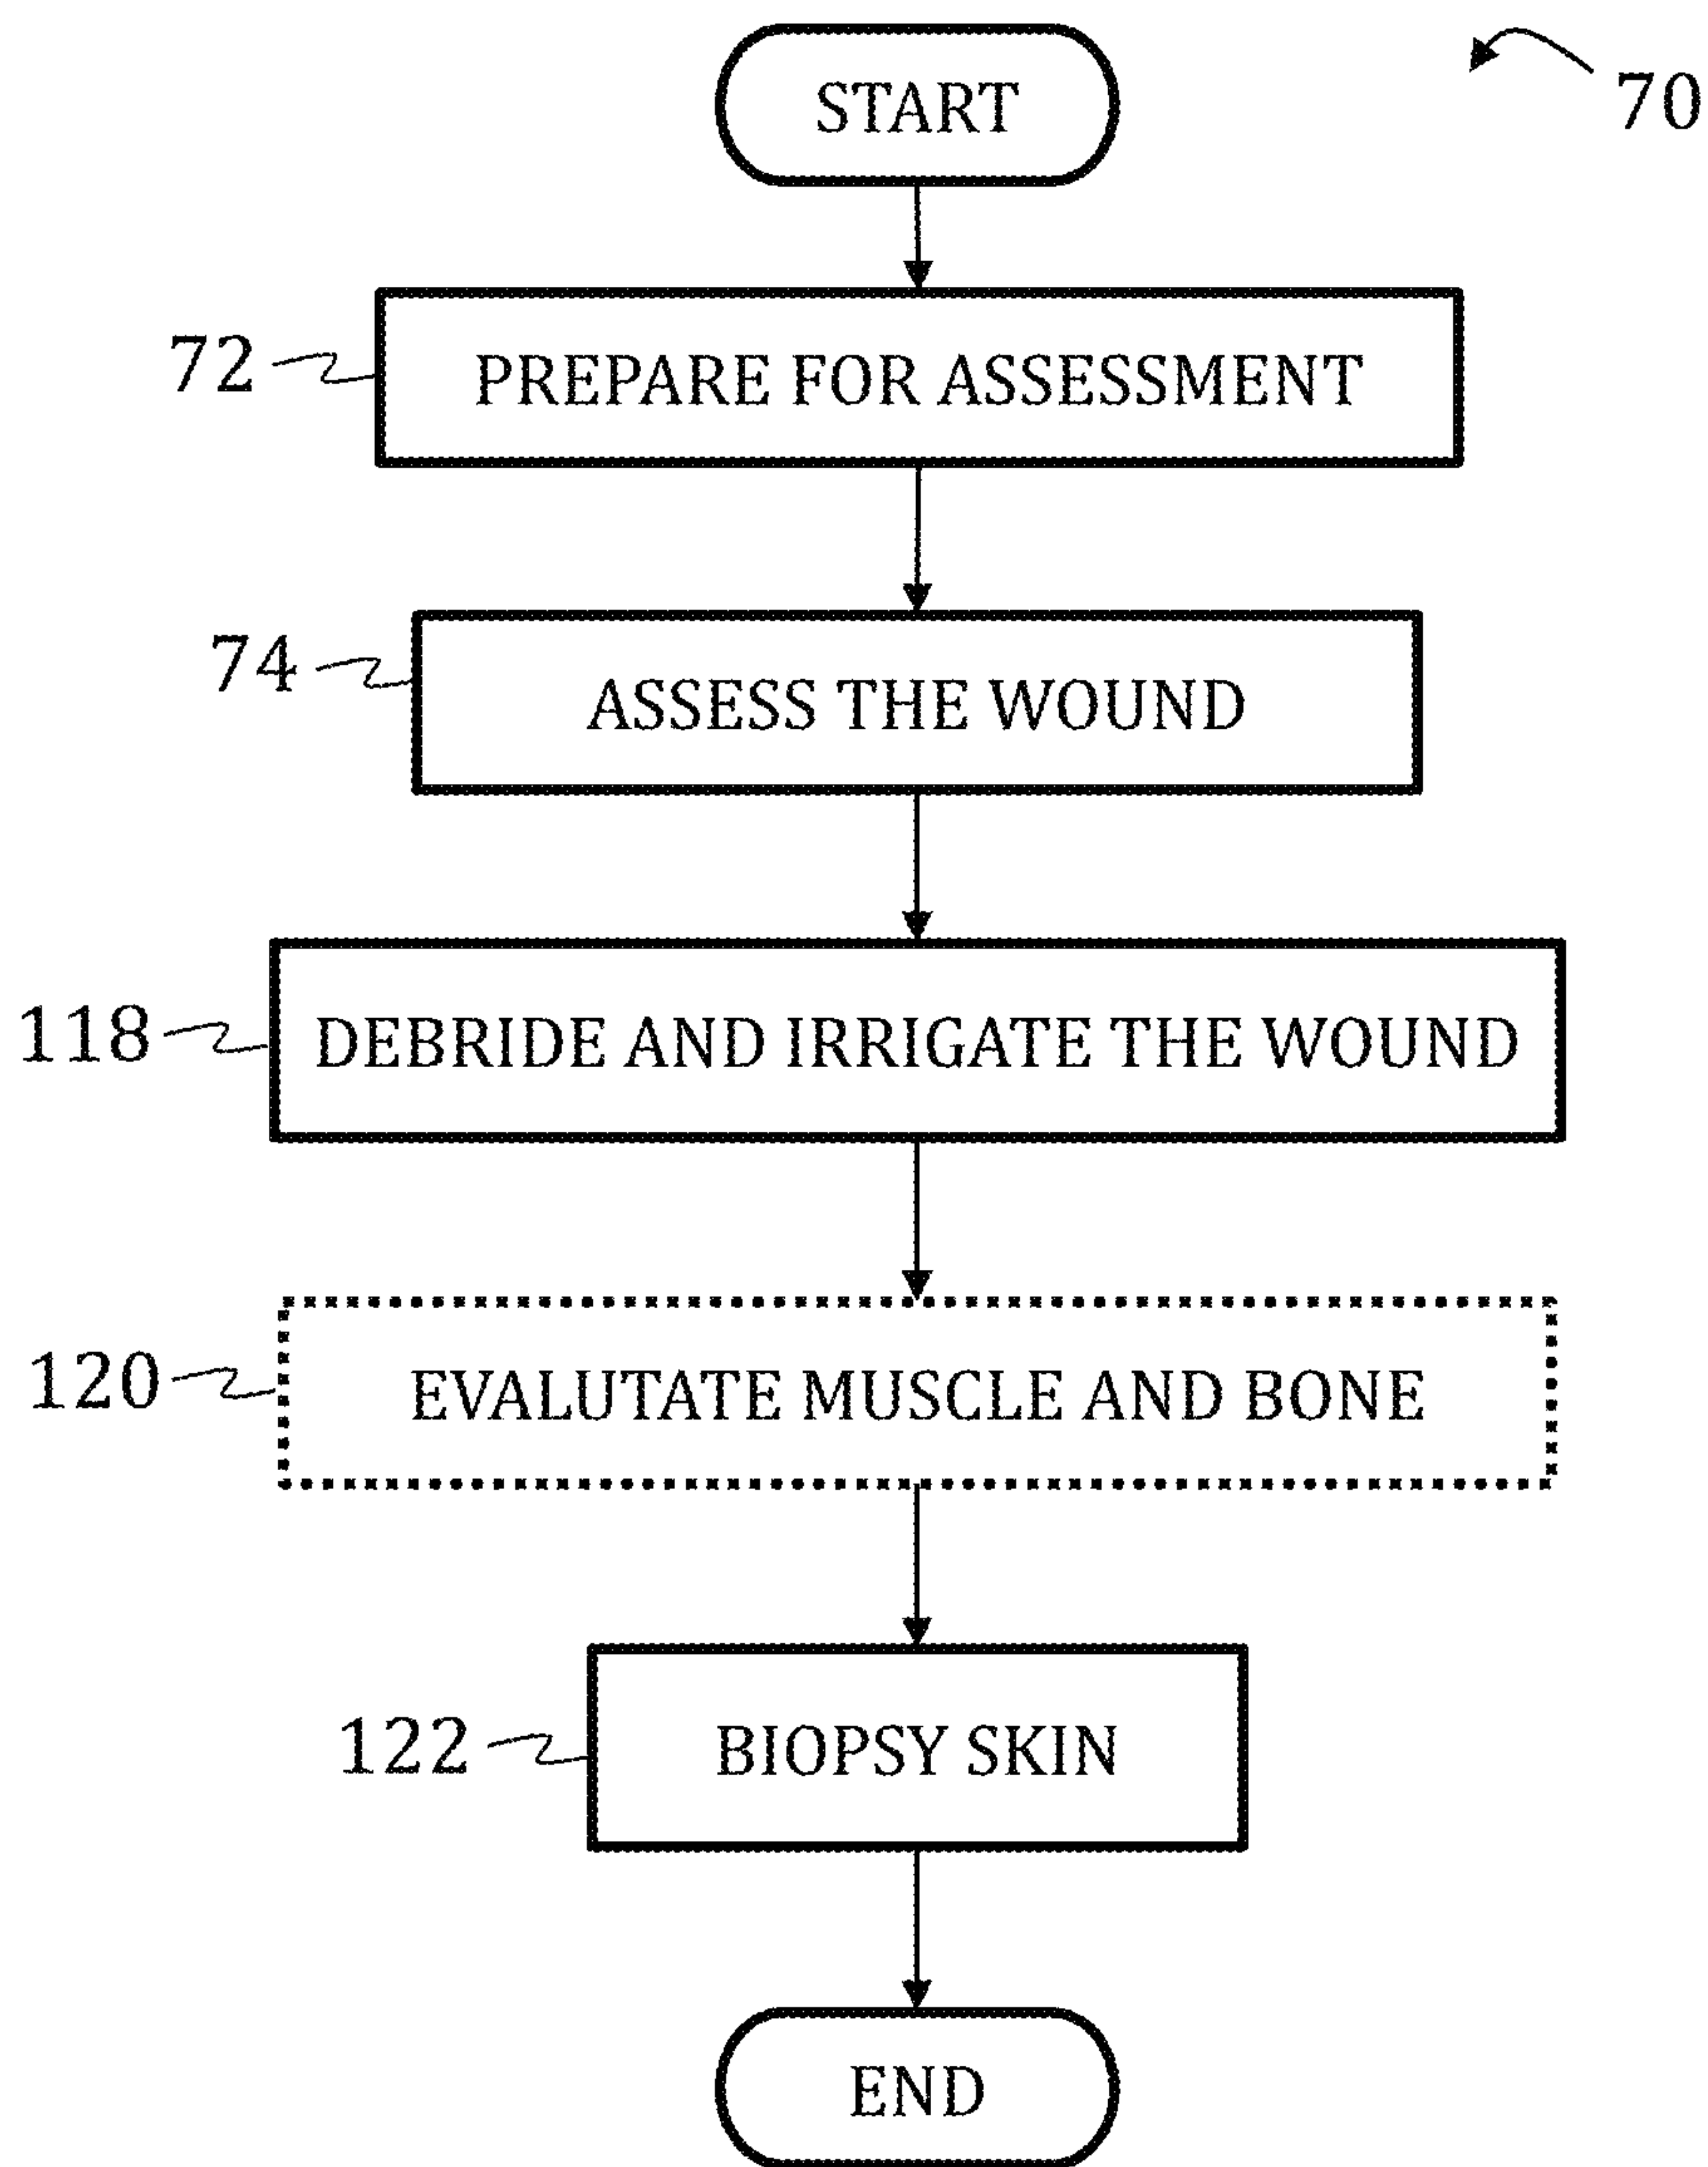 START
70
72
PREPARE FOR ASSESSMENT
74
ASSESS THE WOUND
118
DEBRIDE AND IRRIGATE THE WOUND
120
EVALUTATE MUSCLE AND BONE
122
BIOPSY SKIN
END